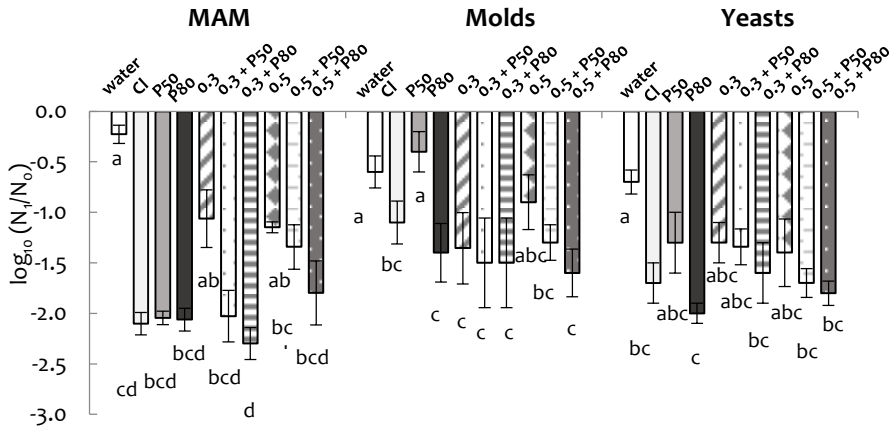 MAM Molds Yeasts
water Cl P50 P80 0.3 0.3 + P50 0.3 + P80 0.5 0.5 + P50 0.5 + P80 water Cl P50 P80 0.3 0.3 + P50 0.3 + P80 0.5 0.5 + P50 0.5 + P80 water Cl P50 P80 0.3 0.3 + P50 0.3 + P80 0.5 0.5 + P50 0.5 + P80
log₁₀ (N₁/N₀)
0.0
-0.5
-1.0
-1.5
-2.0
-2.5
-3.0
a cd bcd bcd ab bcd d ab bc bcd
a bc a c c c c abc bc c
a bc abc c abc abc bc abc bc bc